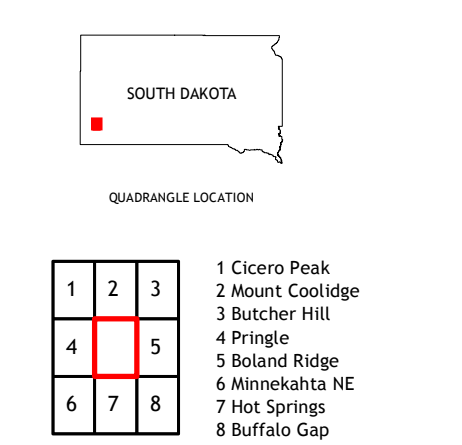 SOUTH DAKOTA
QUADRANGLE LOCATION
1 2 3
4 5
6 7 8
1 Cicero Peak
2 Mount Coolidge
3 Butcher Hill
4 Pringle
5 Boland Ridge
6 Minnekahta NE
7 Hot Springs
8 Buffalo Gap